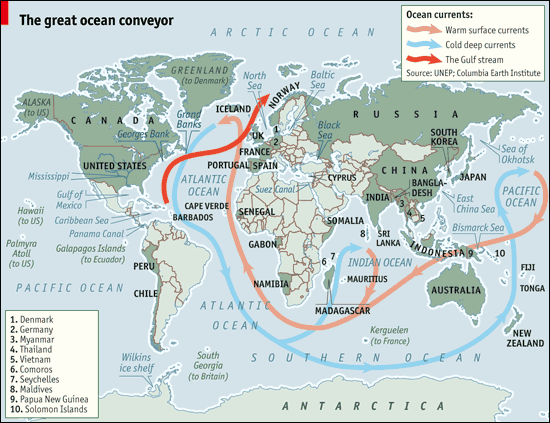 The great ocean conveyor
Ocean currents:
Warm surface currents
Cold deep currents
The Gulf stream
Source: UNEP; Columbia Earth Institute
ARCTIC OCEAN
GREENLAND
(to Denmark)
North
Sea
NORWAY
Baltic
Sea
ALASKA
(to US)
ICELAND
RUSSIA
Grand
Banks
CANADA
Georges Bank
UK
1
2
FRANCE
Black
Sea
SOUTH
KOREA
Sea of
Okhotsk
UNITED STATES
PORTUGAL
SPAIN
CHINA
JAPAN
Mississippi
ATLANTIC
OCEAN
Suez Canal
CYPRUS
BANGLA-
DESH
PACIFIC
OCEAN
Gulf of
Mexico
CAPE VERDE
INDIA
3
4
5
East
China Sea
Hawaii (to
US)
Caribbean Sea
BARBADOS
SENEGAL
SOMALIA
8
SRI
LANKA
Bismarck Sea
Panama Canal
Palmyra
Atoll
(to US)
Galapagos Islands
(to Ecuador)
GABON
6
7
INDIAN OCEAN
INDONESIA
9
10
PERU
MAURITIUS
FIJI
PACIFIC OCEAN
CHILE
NAMIBIA
AUSTRALIA
TONGA
ATLANTIC
OCEAN
MADAGASCAR
Kerguelen
(to France)
NEW
ZEALAND
SOUTHERN OCEAN
Wilkins
ice shelf
South
Georgia
(to Britain)
ANTARCTICA
1. Denmark
2. Germany
3. Myanmar
4. Thailand
5. Vietnam
6. Comoros
7. Seychelles
8. Maldives
9. Papua New Guinea
10. Solomon Islands